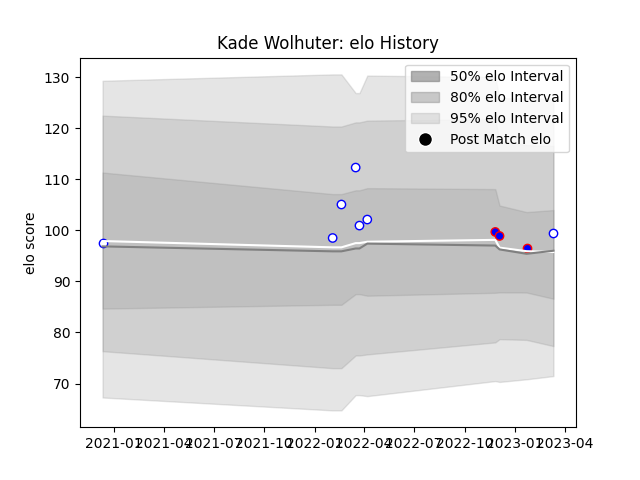 Kade Wolhuter: elo History
130
120
110
100
90
80
70
elo score
50% elo Interval
80% elo Interval
95% elo Interval
Post Match elo
2021-01 2021-04 2021-07 2021-10 2022-01 2022-04 2022-07 2022-10 2023-01 2023-04